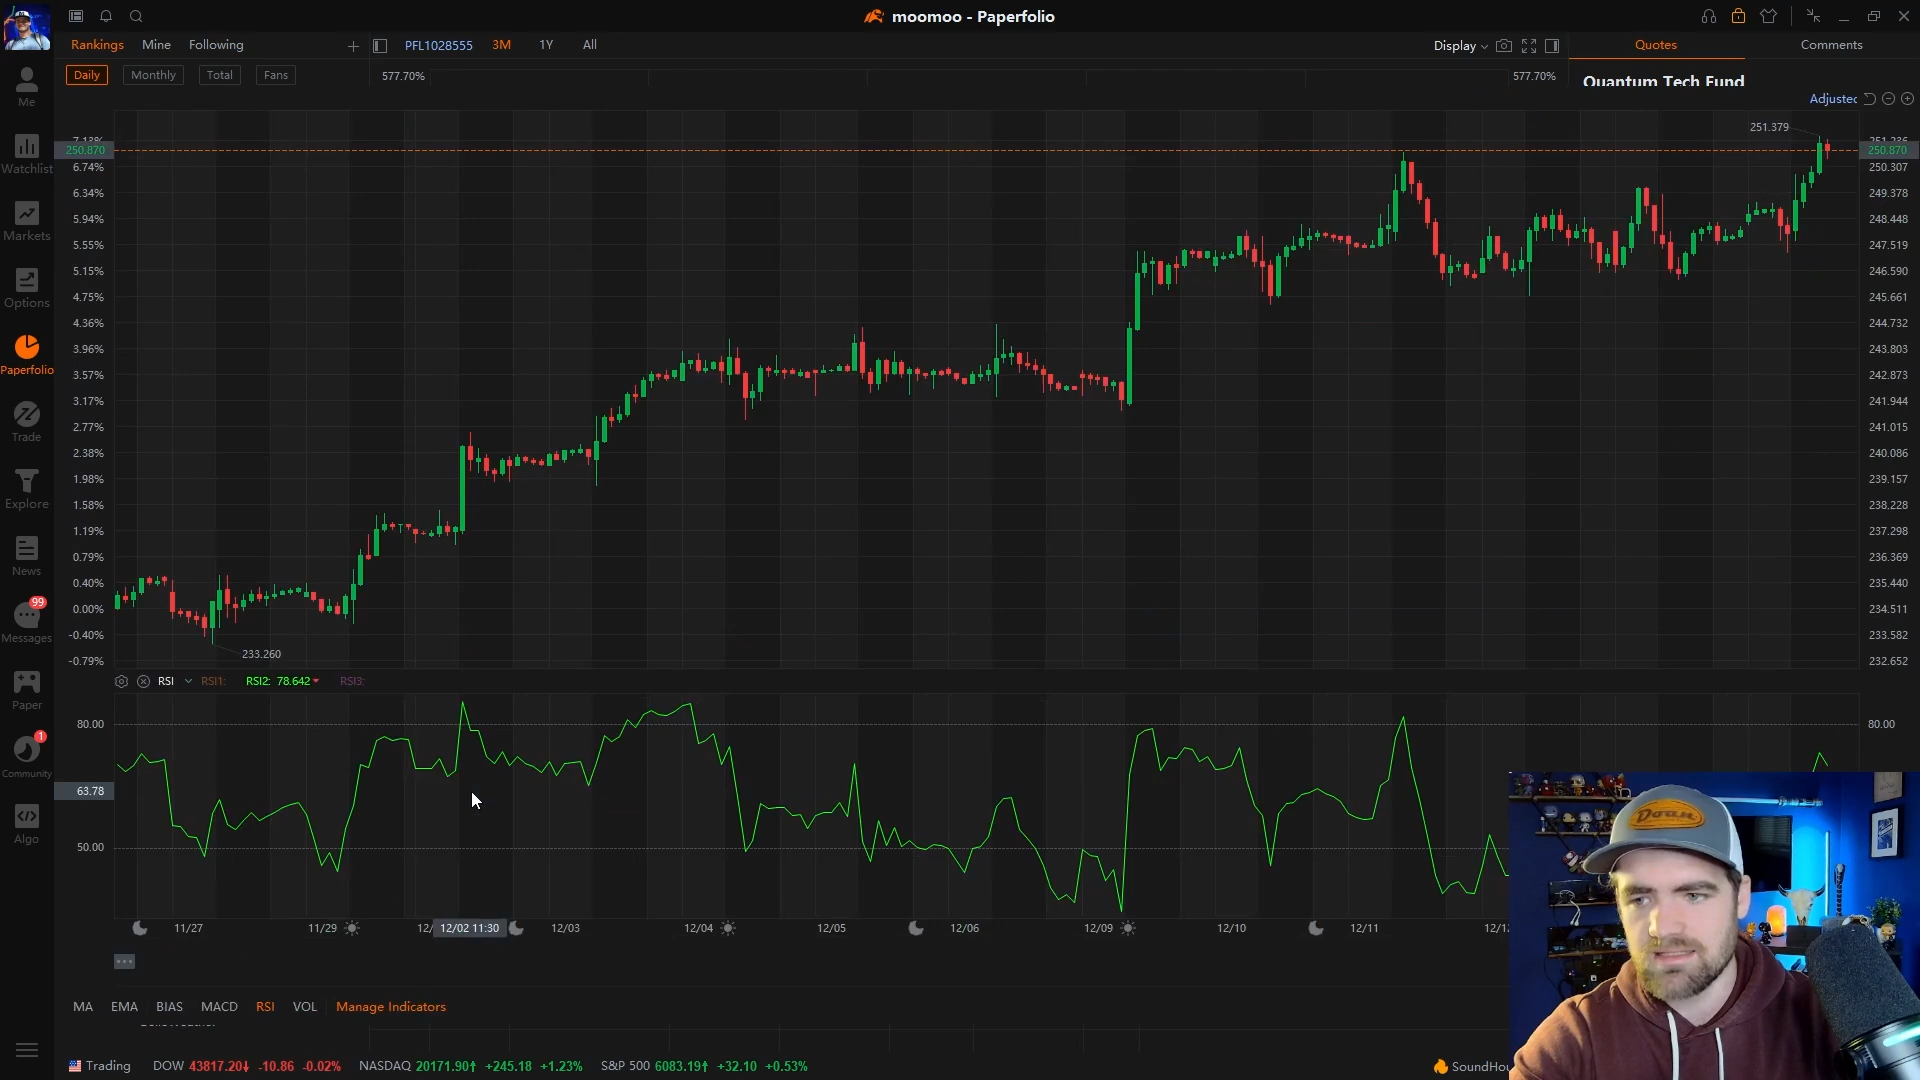 moomoo - Paperfolio
Rankings Mine Following
PFL1028555 3M 1Y All
Display
Quotes Comments
Daily Monthly Total Fans
577.70% 577.70%
Quantum Tech Fund
Adjusted
Me
Watchlist
Markets
Options
Paperfolio
Trade
Explore
News
99
Messages
Paper
1
Community
Algo
7.13%
250.870
6.74%
6.34%
5.94%
5.55%
5.15%
4.75%
4.36%
3.96%
3.57%
3.17%
2.77%
2.38%
1.98%
1.58%
1.19%
0.79%
0.40%
0.00%
-0.40%
-0.79%
251.379
233.260
251.236
250.870
250.307
249.378
248.448
247.519
246.590
245.661
244.732
243.803
242.873
241.944
241.015
240.086
239.157
238.228
237.298
236.369
235.440
234.511
233.582
232.652
RSI RSI1: RSI2: 78.642 RSI3:
80.00 80.00
63.78
50.00
11/27 11/29 12/ 12/02 11:30 12/03 12/04 12/05 12/06 12/09 12/10 12/11 12/12
MA EMA BIAS MACD RSI VOL Manage Indicators
Trading DOW 43817.20↓ -10.86 -0.02% NASDAQ 20171.90↑ +245.18 +1.23% S&P 500 6083.19↑ +32.10 +0.53%
SoundHou
Doan